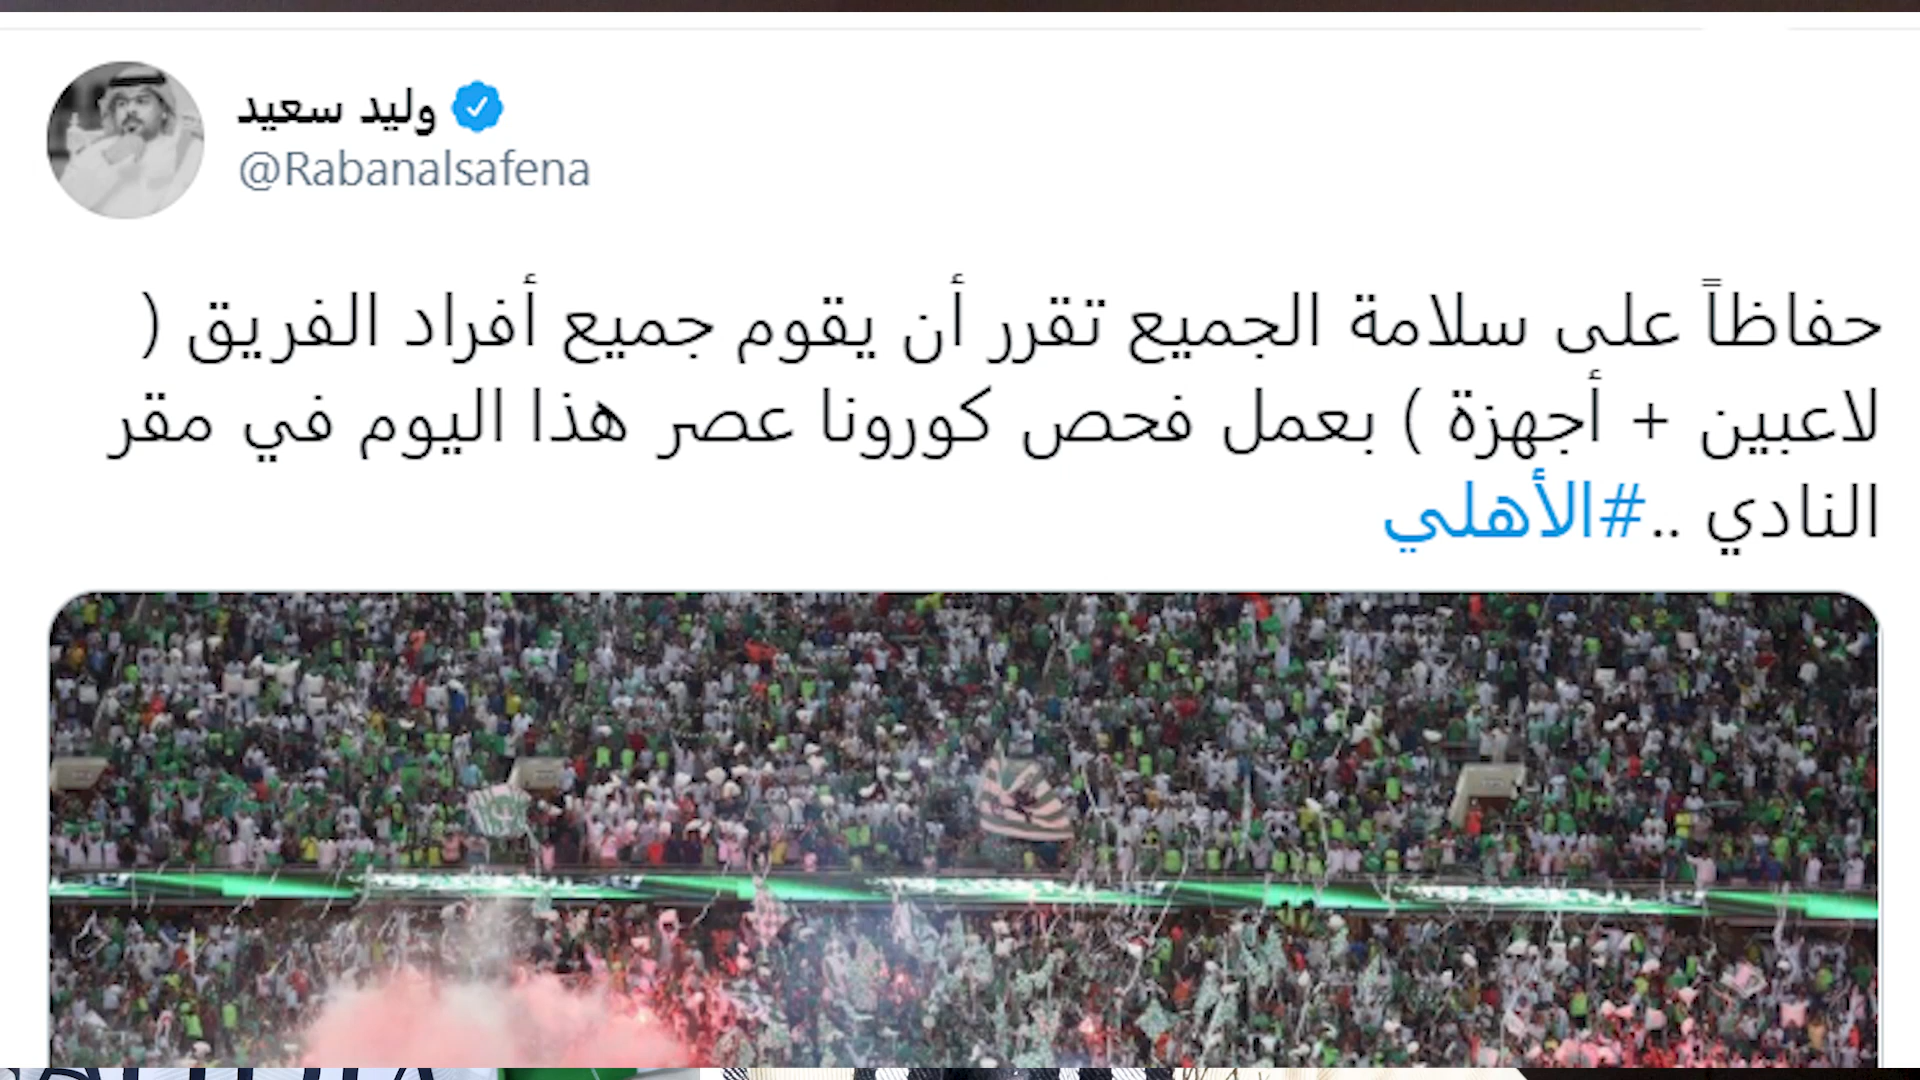 وليد سعيد
@Rabanalsafena
حفاظاً على سلامة الجميع تقرر أن يقوم جميع أفراد الفريق (
لاعبين + أجهزة ) بعمل فحص كورونا عصر هذا اليوم في مقر
النادي ..#الأهلي